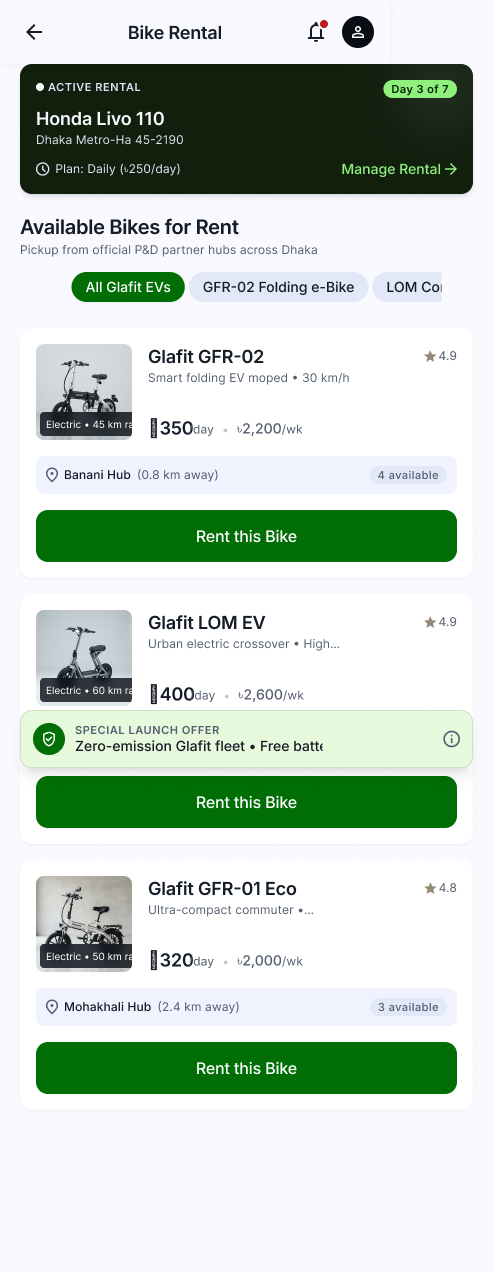 Bike Rental
ACTIVE RENTAL
Day 3 of 7
Honda Livo 110
Dhaka Metro-Ha 45-2190
Plan: Daily (৳250/day)
Manage Rental
Available Bikes for Rent
Pickup from official P&D partner hubs across Dhaka
All Glafit EVs
GFR-02 Folding e-Bike
LOM Co
Glafit GFR-02
4.9
Smart folding EV moped • 30 km/h
Electric • 45 km ra
350day • ৳2,200/wk
Banani Hub (0.8 km away)
4 available
Rent this Bike
Glafit LOM EV
4.9
Urban electric crossover • High...
Electric • 60 km ra
400day • ৳2,600/wk
SPECIAL LAUNCH OFFER
Zero-emission Glafit fleet • Free batte
Rent this Bike
Glafit GFR-01 Eco
4.8
Ultra-compact commuter •...
Electric • 50 km ra
320day • ৳2,000/wk
Mohakhali Hub (2.4 km away)
3 available
Rent this Bike